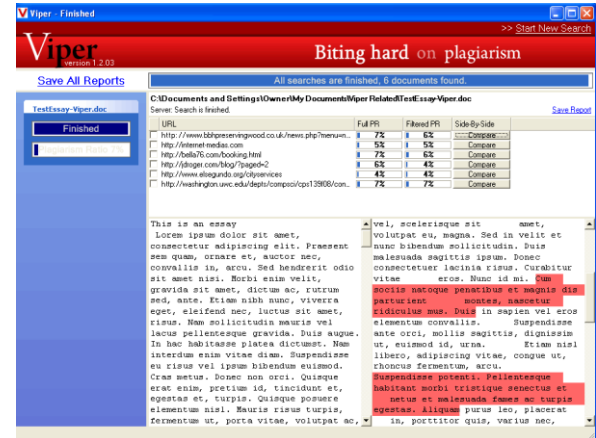 Viper - Finished
>> Start New Search
Viper
version 1.2.03
Biting hard on plagiarism
Save All Reports
All searches are finished, 6 documents found.
TestEssay-Viper.doc
Finished
Plagiarism Ratio 7%
C:\Documents and Settings\Owner\My Documents\Viper Related\TestEssay-Viper.doc
Server: Search is finished.
Save Report
URL Full PR Filtered PR Side-By-Side
http://www.bbhpreservingwood.co.uk/news.php?menu=n... 7% 6% Compare
http://internet-medias.com 5% 5% Compare
http://bella76.com/booking.html 7% 6% Compare
http://jdroger.com/blog/?paged=2 6% 4% Compare
http://www.elsegundo.org/cityservices 4% 4% Compare
http://washington.uwc.edu/depts/compsci/cps139f08/con... 7% 7% Compare
This is an essay
Lorem ipsum dolor sit amet,
consectetur adipiscing elit. Praesent
sem quam, ornare et, auctor nec,
convallis in, arcu. Sed hendrerit odio
sit amet nisi. Morbi enim velit,
gravida sit amet, dictum ac, rutrum
sed, ante. Etiam nibh nunc, viverra
eget, eleifend nec, luctus sit amet,
risus. Nam sollicitudin mauris vel
lacus pellentesque gravida. Duis augue.
In hac habitasse platea dictumst. Nam
interdum enim vitae diam. Suspendisse
eu risus vel ipsum bibendum euismod.
Cras metus. Donec non orci. Quisque
erat enim, pretium id, tincidunt et,
egestas et, turpis. Quisque posuere
elementum nisl. Mauris risus turpis,
fermentum ut, porta vitae, volutpat ac,
vel, scelerisque sit amet,
volutpat eu, magna. Sed in velit et
nunc bibendum sollicitudin. Duis
malesuada sagittis ipsum. Donec
consectetuer lacinia risus. Curabitur
vitae eros. Nunc id mi. Cum
sociis natoque penatibus et magnis dis
parturient montes, nascetur
ridiculus mus. Duis in sapien vel eros
elementum convallis. Suspendisse
ante orci, mollis sagittis, dignissim
ut, euismod id, urna. Etiam nisl
libero, adipiscing vitae, congue ut,
rhoncus fermentum, arcu.
Suspendisse potenti. Pellentesque
habitant morbi tristique senectus et
netus et malesuada fames ac turpis
egestas. Aliquam purus leo, placerat
in, porttitor quis, varius nec,